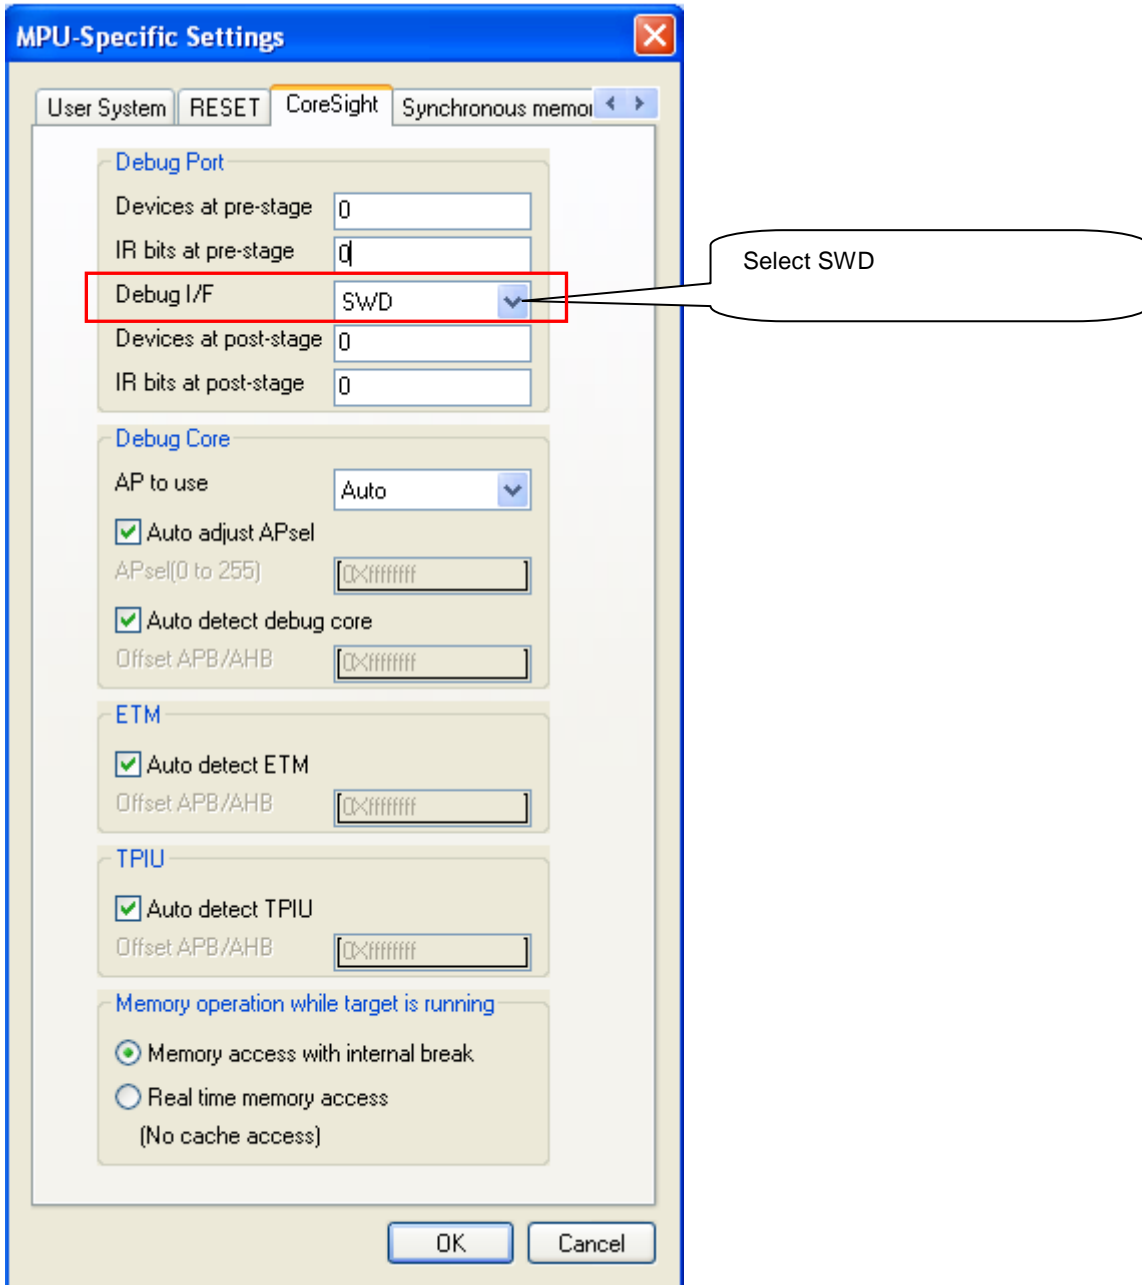 MPU-Specific Settings
User System
RESET
CoreSight
Synchronous memor
Debug Port
Devices at pre-stage 0
IR bits at pre-stage 0
Debug I/F SWD
Select SWD
Devices at post-stage 0
IR bits at post-stage 0
Debug Core
AP to use Auto
Auto adjust APsel
APsel(0 to 255) [0Xffffffff]
Auto detect debug core
Offset APB/AHB [0Xffffffff]
ETM
Auto detect ETM
Offset APB/AHB [0Xffffffff]
TPIU
Auto detect TPIU
Offset APB/AHB [0Xffffffff]
Memory operation while target is running
Memory access with internal break
Real time memory access
(No cache access)
OK
Cancel